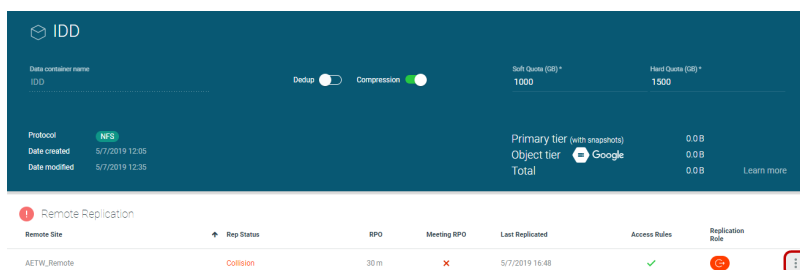 IDD
Data container name
IDD
Dedup
Compression
Soft Quota (GB) *
1000
Hard Quota (GB) *
1500
Protocol NFS
Date created 5/7/2019 12:05
Date modified 5/7/2019 12:35
Primary tier (with snapshots) 0.0 B
Object tier Google 0.0 B
Total 0.0 B Learn more
Remote Replication
Remote Site Rep Status RPO Meeting RPO Last Replicated Access Rules Replication Role
AETW_Remote Collision 30 m 5/7/2019 16:48